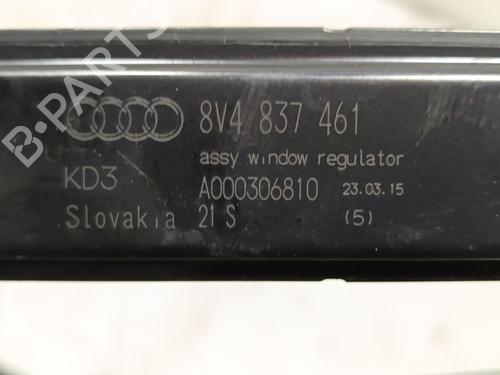 8V4 837 461
assy window regulator
KD3 A000306810 23.03.15
Slovakia 21 S (5)
B-PARTS